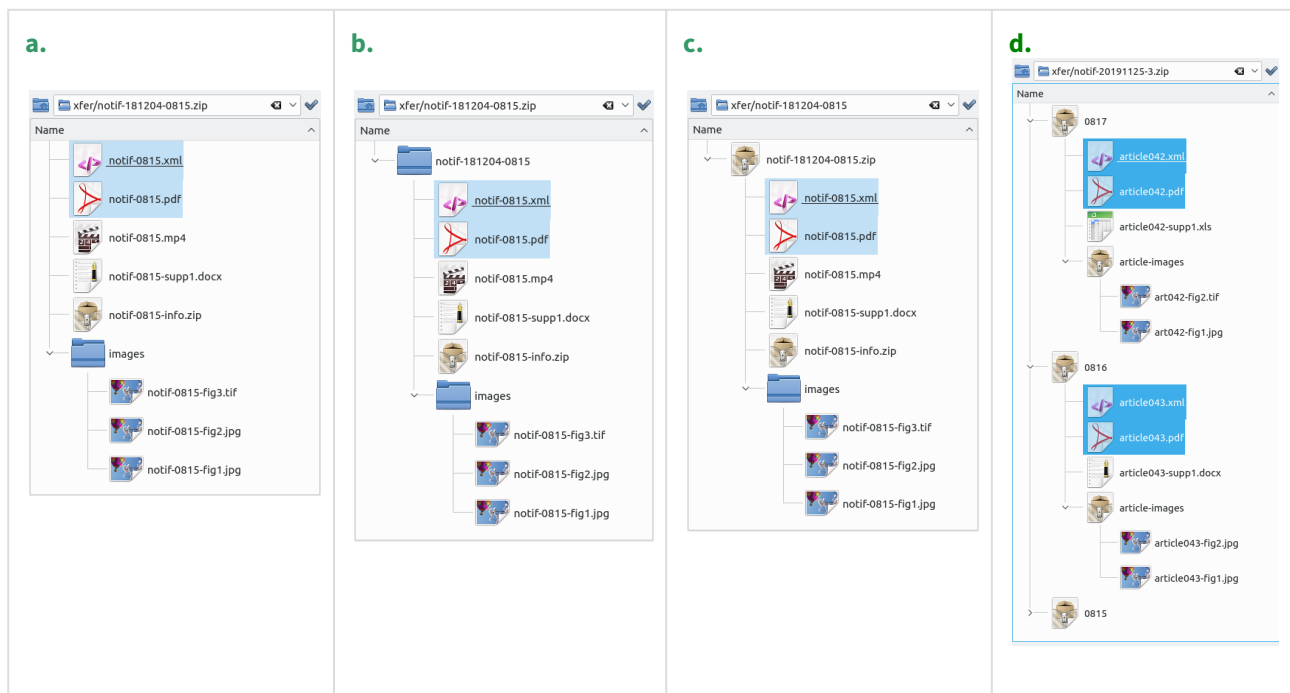 a.
xfer/notif-181204-0815.zip
Name
notif-0815.xml
notif-0815.pdf
notif-0815.mp4
notif-0815-supp1.docx
notif-0815-info.zip
images
notif-0815-fig3.tif
notif-0815-fig2.jpg
notif-0815-fig1.jpg
b.
xfer/notif-181204-0815.zip
Name
notif-181204-0815
notif-0815.xml
notif-0815.pdf
notif-0815.mp4
notif-0815-supp1.docx
notif-0815-info.zip
images
notif-0815-fig3.tif
notif-0815-fig2.jpg
notif-0815-fig1.jpg
c.
xfer/notif-181204-0815
Name
notif-181204-0815.zip
notif-0815.xml
notif-0815.pdf
notif-0815.mp4
notif-0815-supp1.docx
notif-0815-info.zip
images
notif-0815-fig3.tif
notif-0815-fig2.jpg
notif-0815-fig1.jpg
d.
xfer/notif-20191125-3.zip
Name
0817
article042.xml
article042.pdf
article042-supp1.xls
article-images
art042-fig2.tif
art042-fig1.jpg
0816
article043.xml
article043.pdf
article043-supp1.docx
article-images
article043-fig2.jpg
article043-fig1.jpg
0815